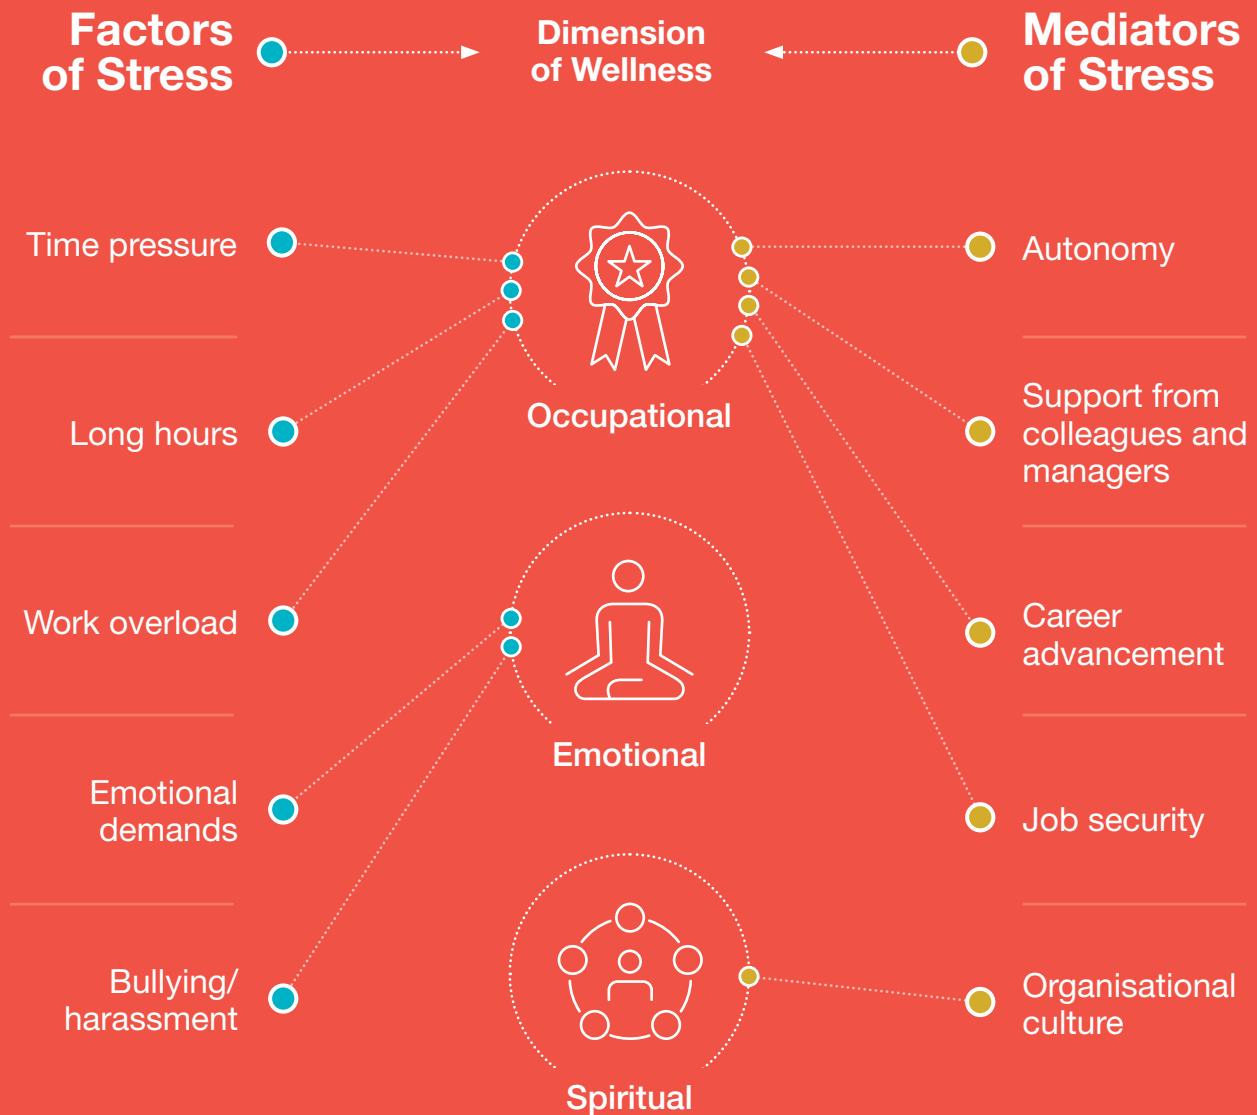 Factors
of Stress
Dimension
of Wellness
Mediators
of Stress
Time pressure
Long hours
Work overload
Emotional
demands
Bullying/
harassment
Occupational
Emotional
Spiritual
Autonomy
Support from
colleagues and
managers
Career
advancement
Job security
Organisational
culture